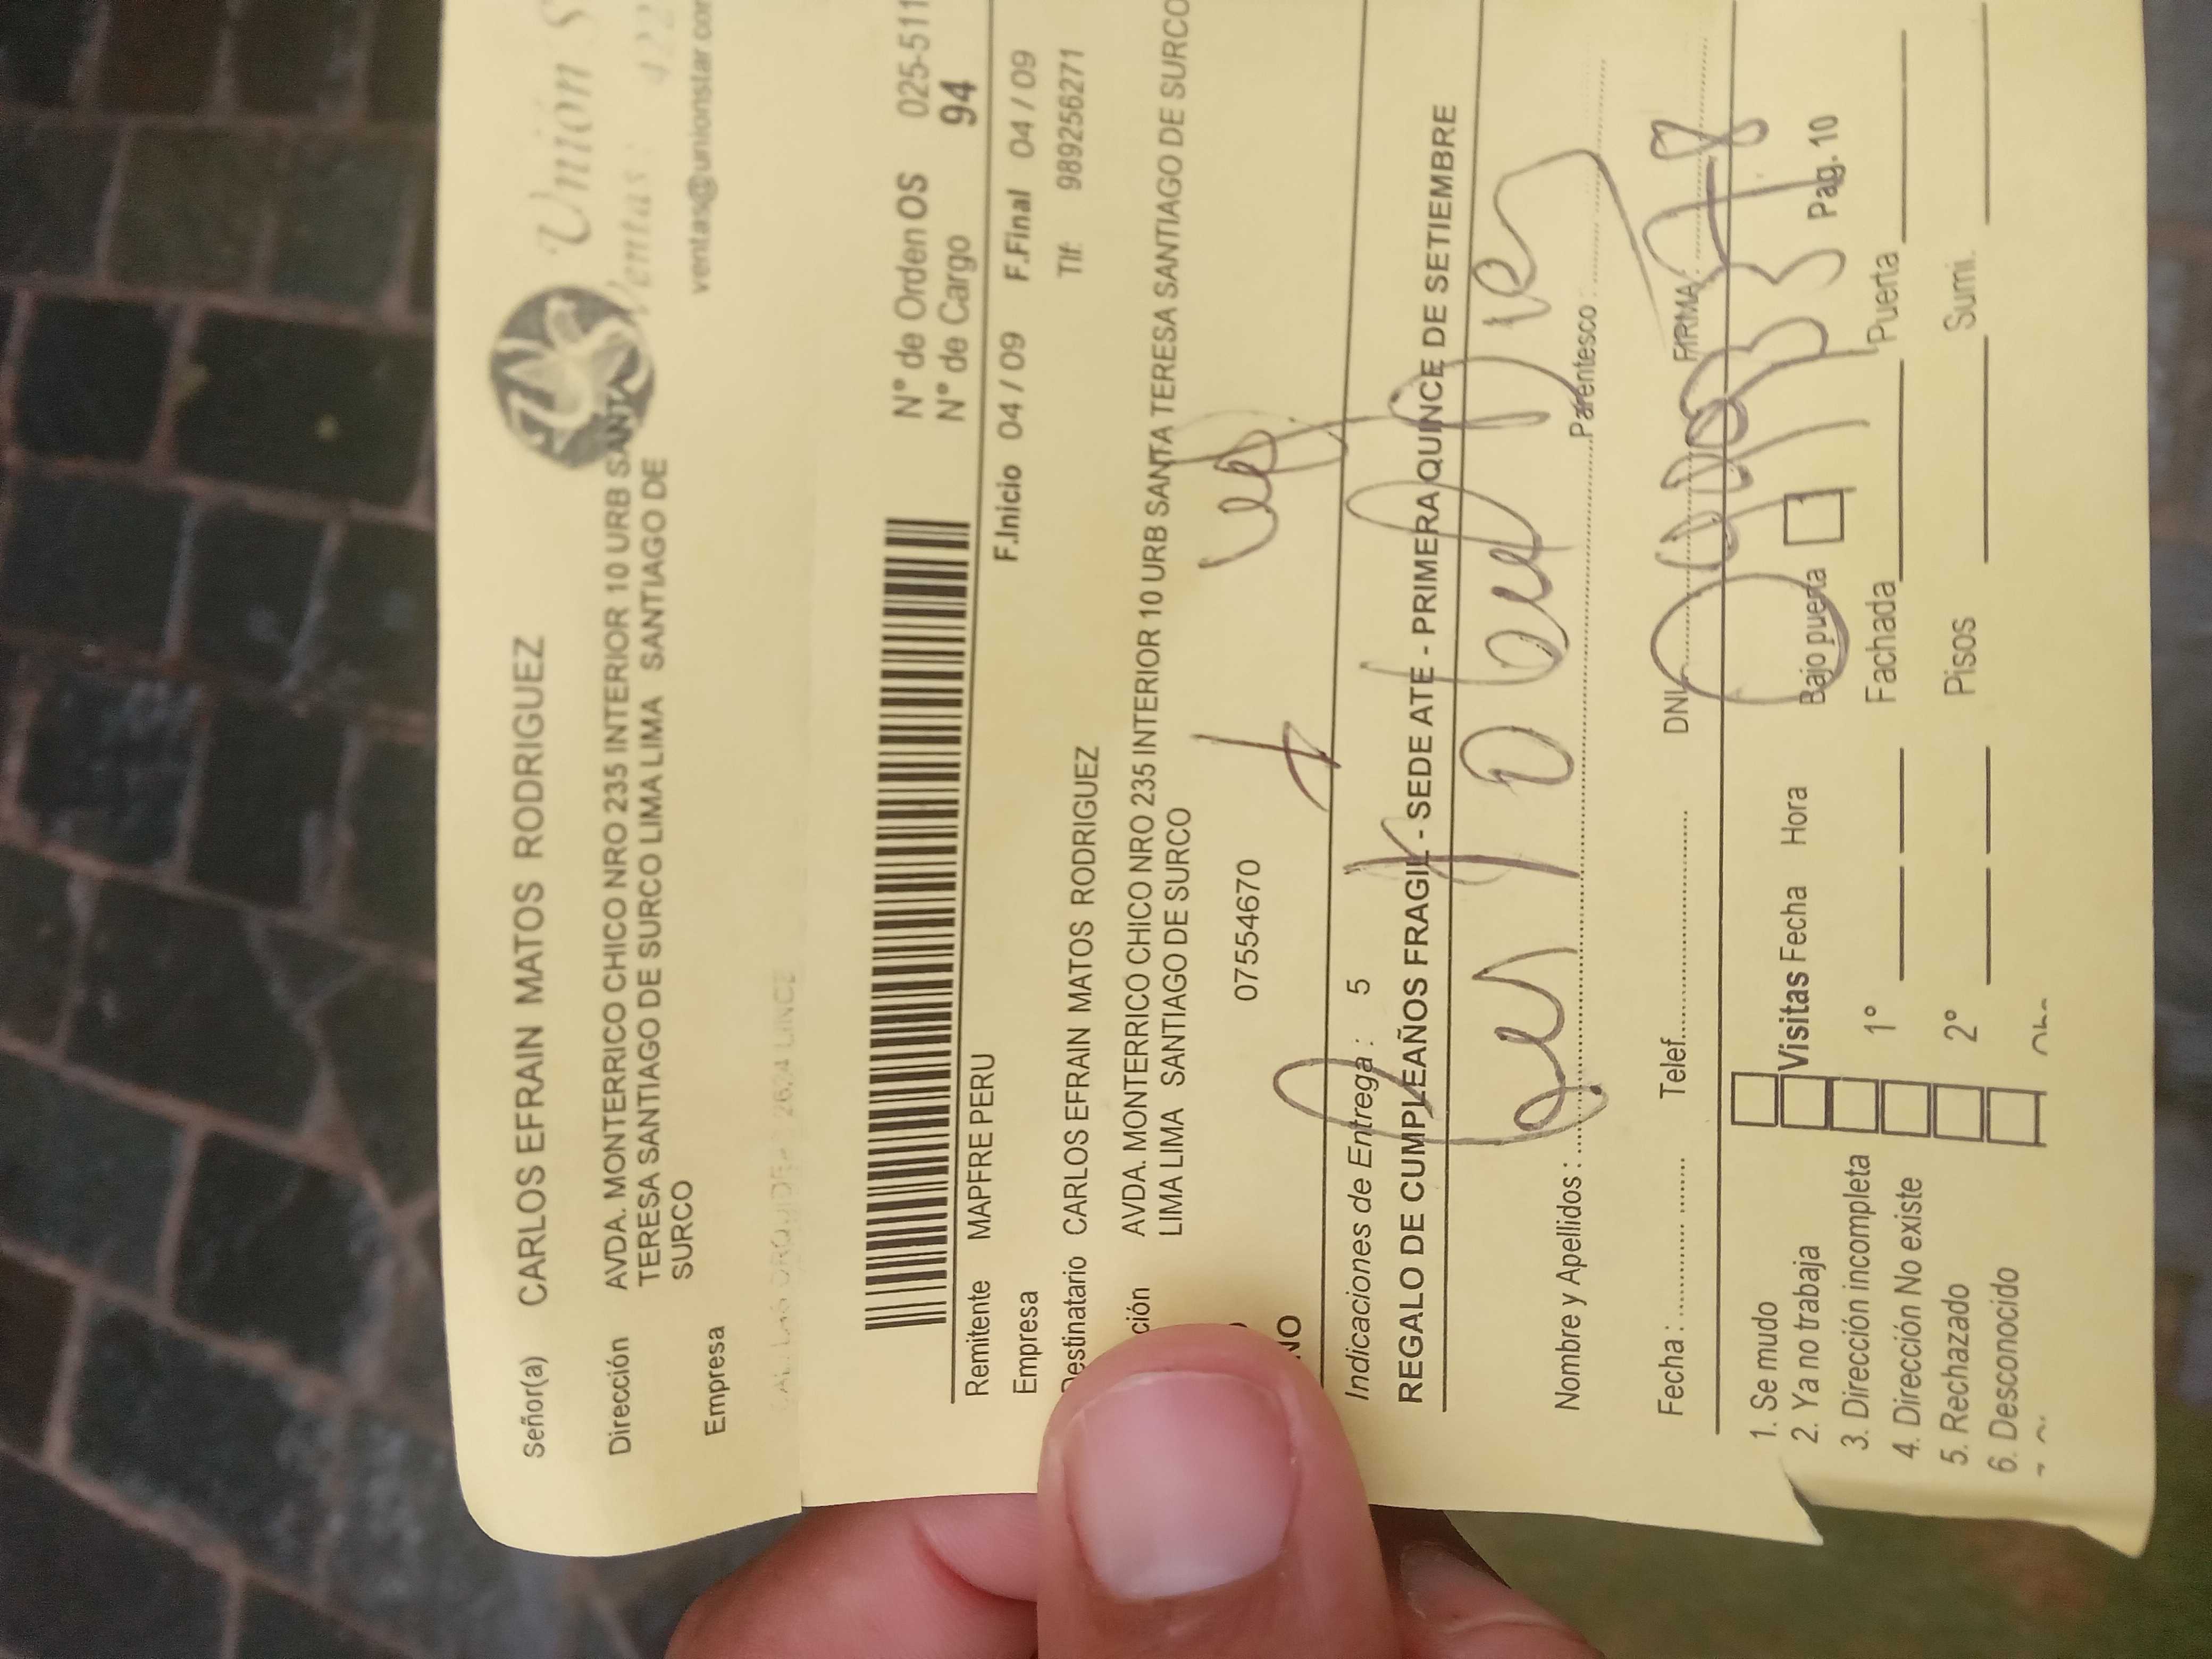 Señor(a) CARLOS EFRAIN MATOS RODRIGUEZ
Unión S
Ventas: 422
ventas@unionstar.com
Dirección AVDA. MONTERRICO CHICO NRO 235 INTERIOR 10 URB SANTA
TERESA SANTIAGO DE SURCO LIMA LIMA SANTIAGO DE
SURCO
Empresa
N° de Orden OS 025-511
N° de Cargo 94
Remitente MAPFRE PERU F.Inicio 04 / 09 F.Final 04 / 09
Empresa Tlf: 989256271
Destinatario CARLOS EFRAIN MATOS RODRIGUEZ
ción AVDA. MONTERRICO CHICO NRO 235 INTERIOR 10 URB SANTA TERESA SANTIAGO DE SURCO
LIMA LIMA SANTIAGO DE SURCO
07554670
NO
Indicaciones de Entrega : 5
REGALO DE CUMPLEAÑOS FRAGIL - SEDE ATE - PRIMERA QUINCE DE SETIEMBRE
Nombre y Apellidos : Parentesco :
Fecha : Telef. DNI. FIRMA:
1. Se mudo
2. Ya no trabaja Visitas Fecha Hora Bajo puerta Pag. 10
3. Dirección incompleta
4. Dirección No existe 1° Fachada Puerta
5. Rechazado
6. Desconocido 2° Pisos Sumi.